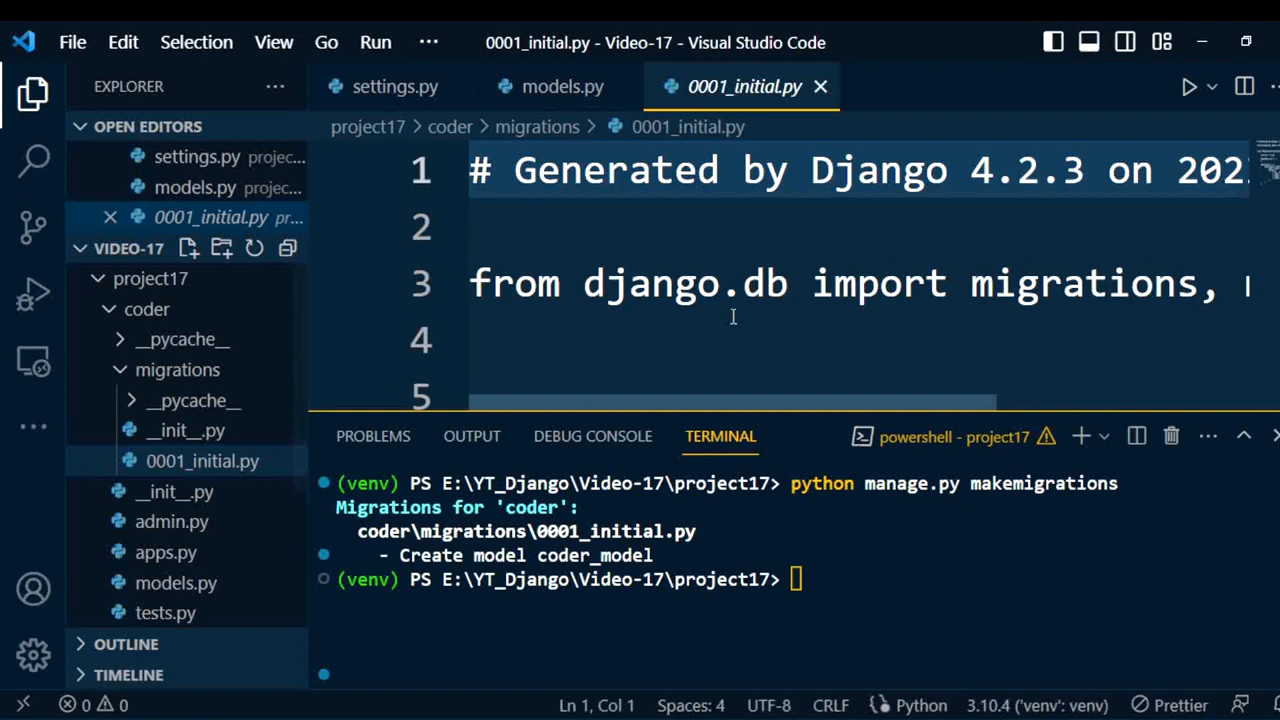 File Edit Selection View Go Run ··· 0001_initial.py - Video-17 - Visual Studio Code
EXPLORER ···
settings.py models.py 0001_initial.py
OPEN EDITORS
settings.py projec...
models.py projec...
0001_initial.py pr...
VIDEO-17
project17
coder
__pycache__
migrations
__pycache__
__init__.py
0001_initial.py
__init__.py
admin.py
apps.py
models.py
tests.py
OUTLINE
TIMELINE
project17 > coder > migrations > 0001_initial.py
1 # Generated by Django 4.2.3 on 202
2
3 from django.db import migrations,
4
5
PROBLEMS OUTPUT DEBUG CONSOLE TERMINAL powershell - project17
(venv) PS E:\YT_Django\Video-17\project17> python manage.py makemigrations
Migrations for 'coder':
coder\migrations\0001_initial.py
- Create model coder_model
(venv) PS E:\YT_Django\Video-17\project17>
0 0 Ln 1, Col 1 Spaces: 4 UTF-8 CRLF Python 3.10.4 ('venv': venv) Prettier